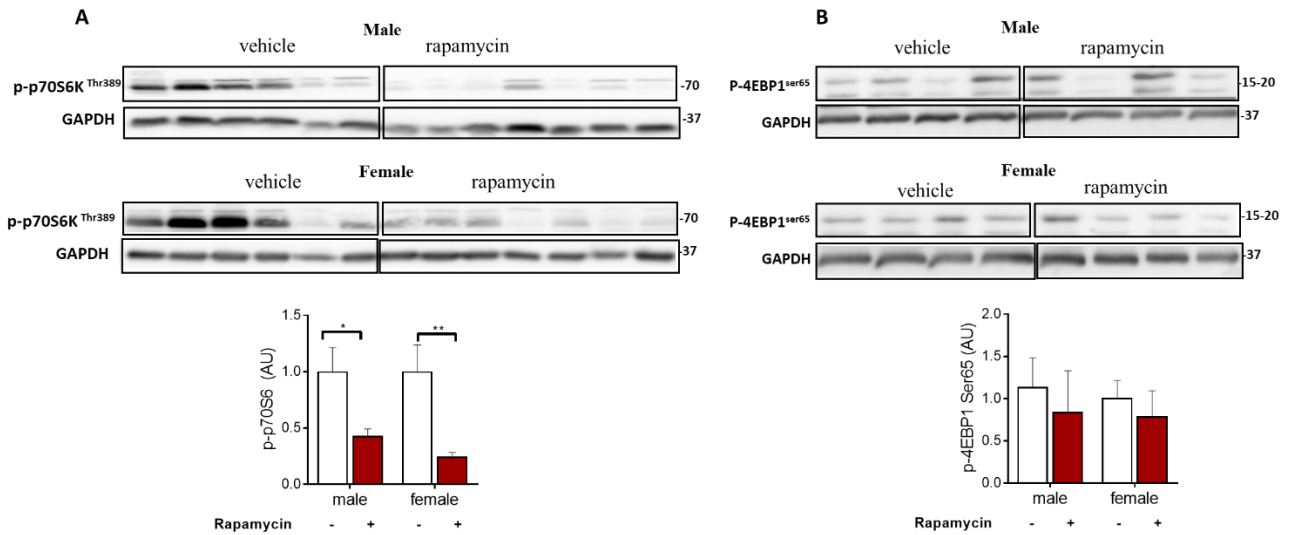 A
Male
vehicle rapamycin
p-p70S6K Thr389 -70
GAPDH -37
Female
vehicle rapamycin
p-p70S6K Thr389 -70
GAPDH -37
p-p70S6 (AU)
1.5
1.0
0.5
0.0
* **
male female
Rapamycin - + - +
B
Male
vehicle rapamycin
P-4EBP1ser65 -15-20
GAPDH -37
Female
vehicle rapamycin
P-4EBP1ser65 -15-20
GAPDH -37
p-4EBP1 Ser65 (AU)
2.0
1.5
1.0
0.5
0.0
male female
Rapamycin - + - +